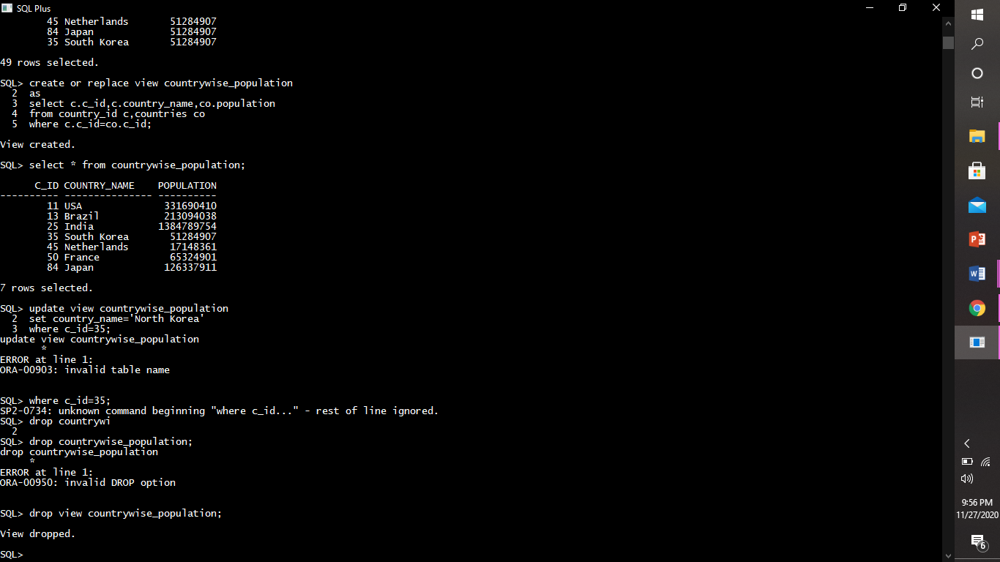 SQL Plus
        45 Netherlands       51284907
        84 Japan             51284907
        35 South Korea       51284907
49 rows selected.
SQL> create or replace view countrywise_population
  2  as
  3  select c.c_id,c.country_name,co.population
  4  from country_id c,countries co
  5  where c.c_id=co.c_id;
View created.
SQL> select * from countrywise_population;
      C_ID COUNTRY_NAME    POPULATION
---------- --------------- ----------
        11 USA              331690410
        13 Brazil           213094038
        25 India           1384789754
        35 South Korea       51284907
        45 Netherlands       17148361
        50 France            65324901
        84 Japan            126337911
7 rows selected.
SQL> update view countrywise_population
  2  set country_name='North Korea'
  3  where c_id=35;
update view countrywise_population
       *
ERROR at line 1:
ORA-00903: invalid table name
SQL> where c_id=35;
SP2-0734: unknown command beginning "where c_id..." - rest of line ignored.
SQL> drop countrywi
  2
SQL> drop countrywise_population;
drop countrywise_population
     *
ERROR at line 1:
ORA-00950: invalid DROP option
SQL> drop view countrywise_population;
View dropped.
SQL>
9:56 PM
11/27/2020
6